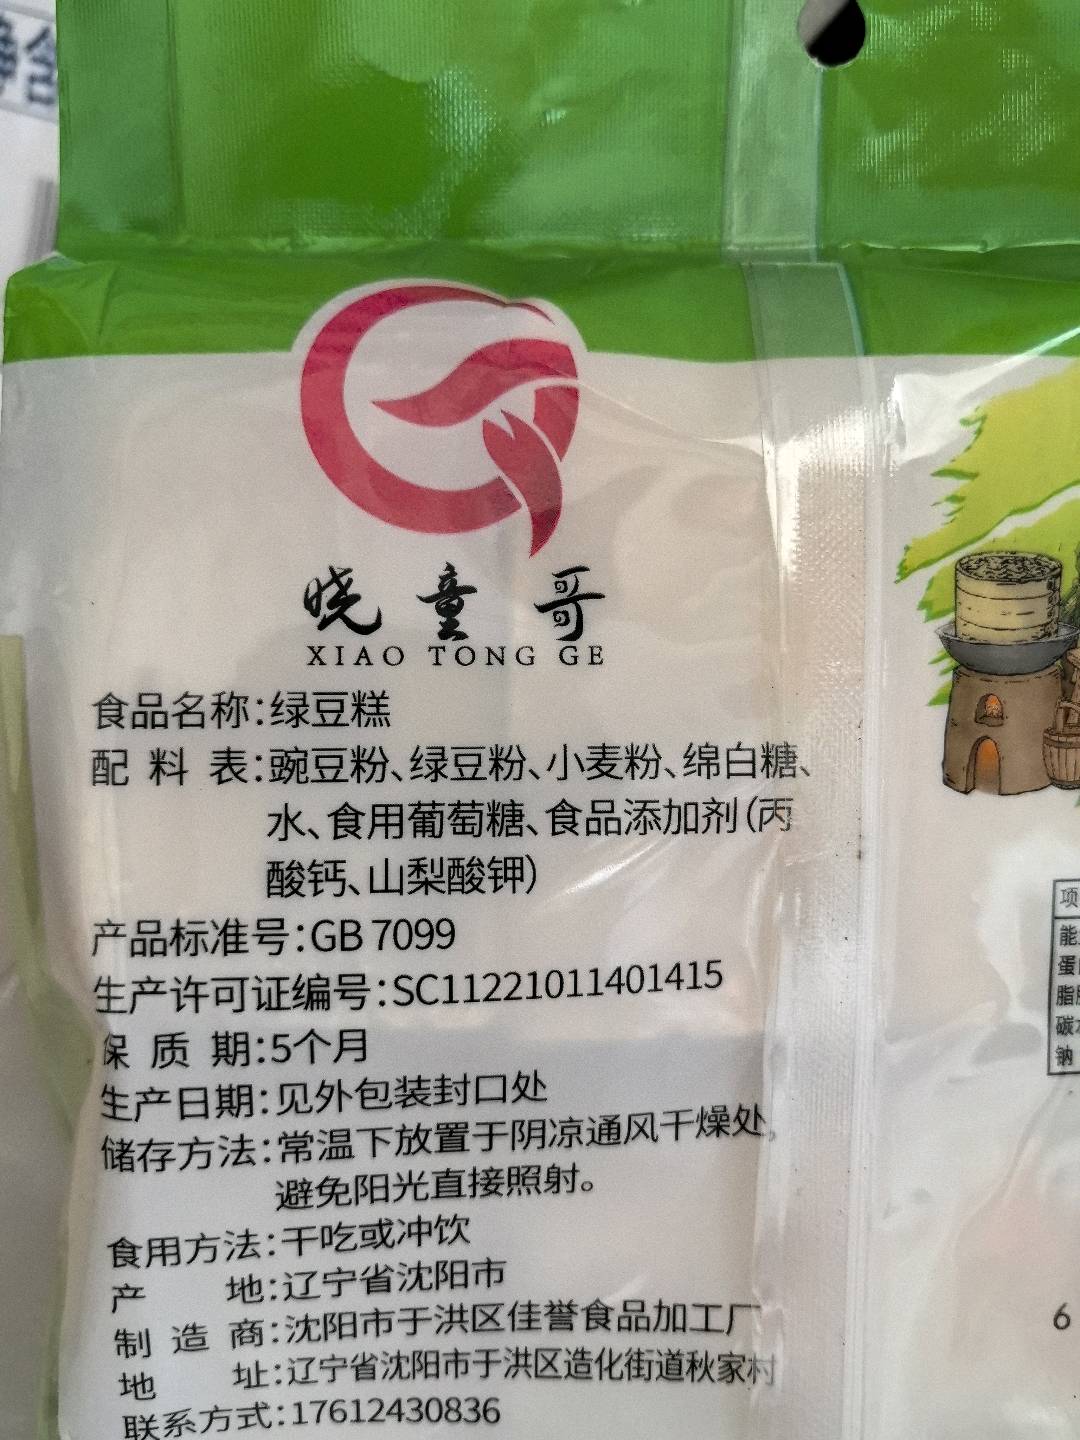 晓童哥
XIAO TONG GE
食品名称:绿豆糕
配料表:豌豆粉、绿豆粉、小麦粉、绵白糖、
水、食用葡萄糖、食品添加剂(丙
酸钙、山梨酸钾)
产品标准号:GB 7099
生产许可证编号:SC11221011401415
保质期:5个月
生产日期:见外包装封口处
储存方法:常温下放置于阴凉通风干燥处,
避免阳光直接照射。
食用方法:干吃或冲饮
产地:辽宁省沈阳市
制造商:沈阳市于洪区佳誉食品加工厂
地址:辽宁省沈阳市于洪区造化街道秋家村
联系方式:17612430836
项
能
蛋
脂
碳
钠
6